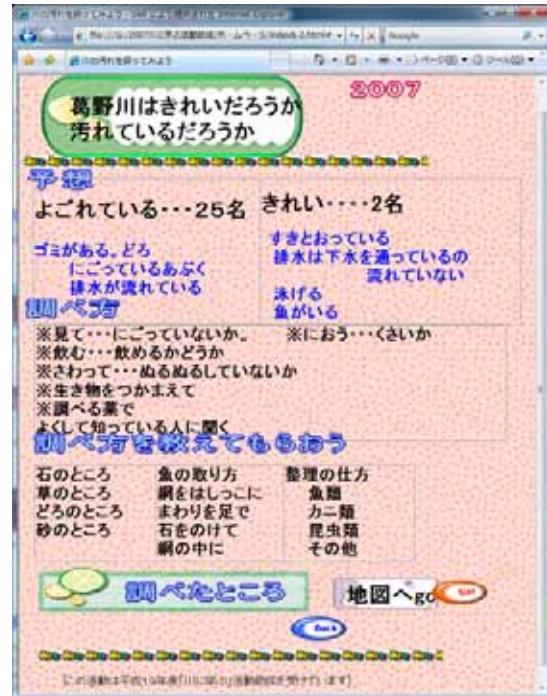 2007
葛野川はきれいだろうか
汚れているだろうか
予想
よごれている・・・25名
きれい・・・・2名
ゴミがある。どろ
にごっているあぶく
排水が流れている
すきとおっている
排水は下水を通っているの
流れていない
泳げる
魚がいる
調べ方
※見て・・・にごっていないか。 ※におう・・・くさいか
※飲む・・・飲めるかどうか
※さわって・・・ぬるぬるしていないか
※生き物をつかまえて
※調べる薬で
よくして知っている人に聞く
調べ方を教えてもらおう
石のところ
草のところ
どろのところ
砂のところ
魚の取り方
網をはしっこに
まわりを足で
石をのけて
網の中に
整理の仕方
魚類
カニ類
昆虫類
その他
調べたところ
地図へgo
Back